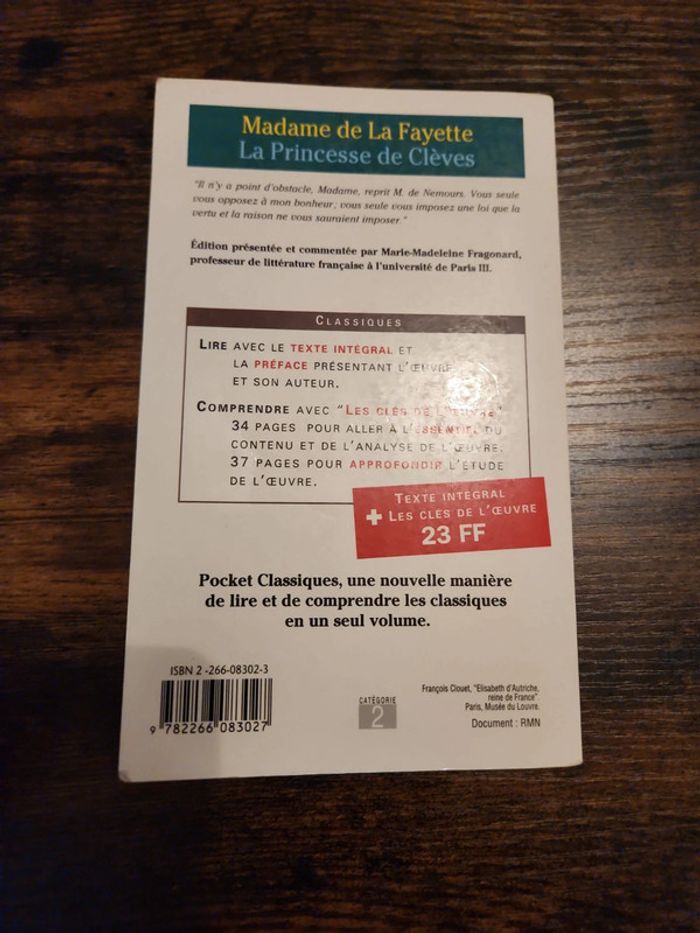 Madame de La Fayette
La Princesse de Clèves
"Il n'y a point d'obstacle, Madame, reprit M. de Nemours. Vous seule
vous opposez à mon bonheur ; vous seule vous imposez une loi que la
vertu et la raison ne vous sauraient imposer."
Édition présentée et commentée par Marie-Madeleine Fragonard,
professeur de littérature française à l'université de Paris III.
CLASSIQUES
LIRE AVEC LE TEXTE INTÉGRAL ET
LA PRÉFACE PRÉSENTANT L'ŒUVRE
ET SON AUTEUR.
COMPRENDRE AVEC "LES CLÉS DE L'ŒUVRE"
34 PAGES POUR ALLER À L'ESSENTIEL DU
CONTENU ET DE L'ANALYSE DE L'ŒUVRE.
37 PAGES POUR APPROFONDIR L'ÉTUDE
DE L'ŒUVRE.
TEXTE INTÉGRAL
+ LES CLÉS DE L'ŒUVRE
23 FF
Pocket Classiques, une nouvelle manière
de lire et de comprendre les classiques
en un seul volume.
ISBN 2-266-08302-3
9 782266 083027
CATÉGORIE
2
François Clouet, "Elisabeth d'Autriche,
reine de France".
Paris, Musée du Louvre.
Document : RMN